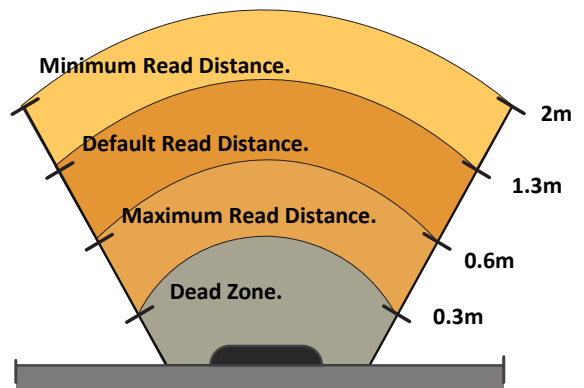 Minimum Read Distance.
2m
Default Read Distance.
1.3m
Maximum Read Distance.
0.6m
Dead Zone.
0.3m